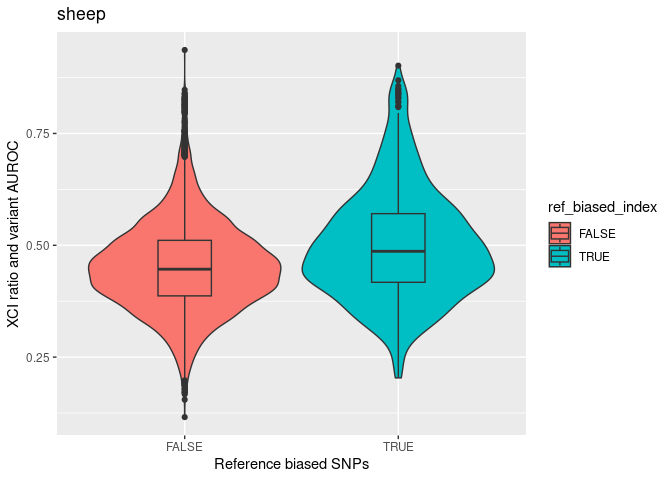 sheep
XCI ratio and variant AUROC
0.75
0.50
0.25
FALSE
TRUE
Reference biased SNPs
ref_biased_index
FALSE
TRUE